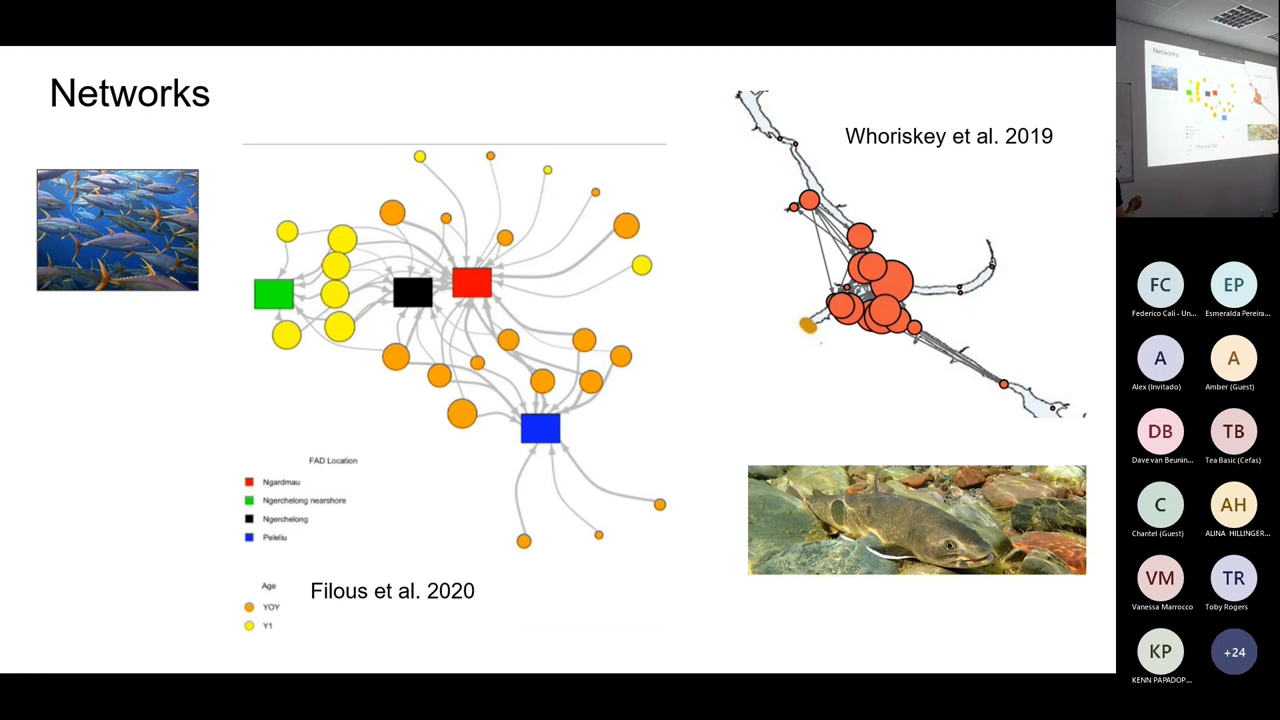 Networks
Whoriskey et al. 2019
FAD Location
Ngardmau
Ngerchelong nearshore
Ngerchelong
Peleliu
Age
YOY
Y1
Filous et al. 2020
Networks
FC
EP
Federico Cali - Un...
Esmeralda Pereira...
A
A
Alex (Invitado)
Amber (Guest)
DB
TB
Dave van Beunin...
Tea Basic (Cefas)
C
AH
Chantel (Guest)
ALINA HILLINGER...
VM
TR
Vanessa Marrocco
Toby Rogers
KP
+24
KENN PAPADOP...